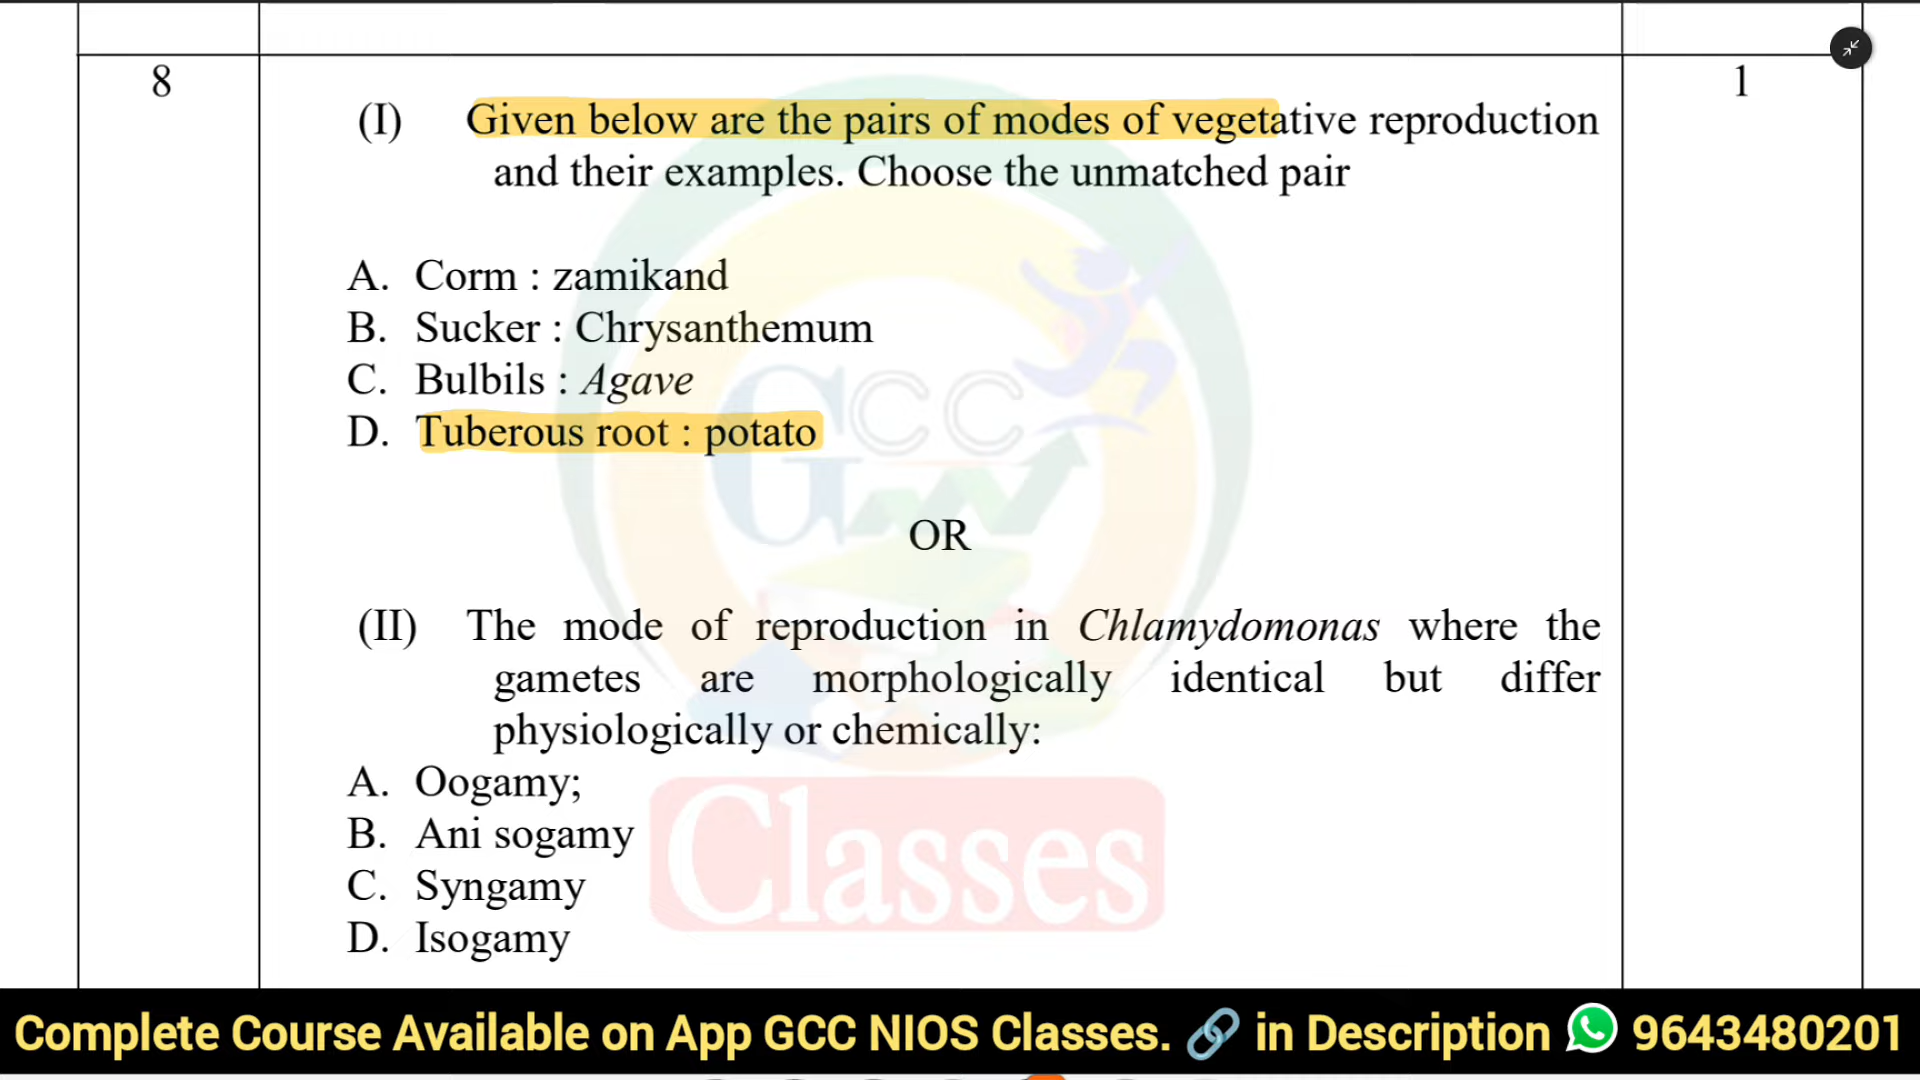 8
1
(I) Given below are the pairs of modes of vegetative reproduction
and their examples. Choose the unmatched pair
A. Corm : zamikand
B. Sucker : Chrysanthemum
C. Bulbils : Agave
D. Tuberous root : potato
GCC
OR
(II) The mode of reproduction in Chlamydomonas where the
gametes are morphologically identical but differ
physiologically or chemically:
A. Oogamy;
B. Ani sogamy
C. Syngamy
D. Isogamy
Classes
Complete Course Available on App GCC NIOS Classes. 🔗 in Description 9643480201